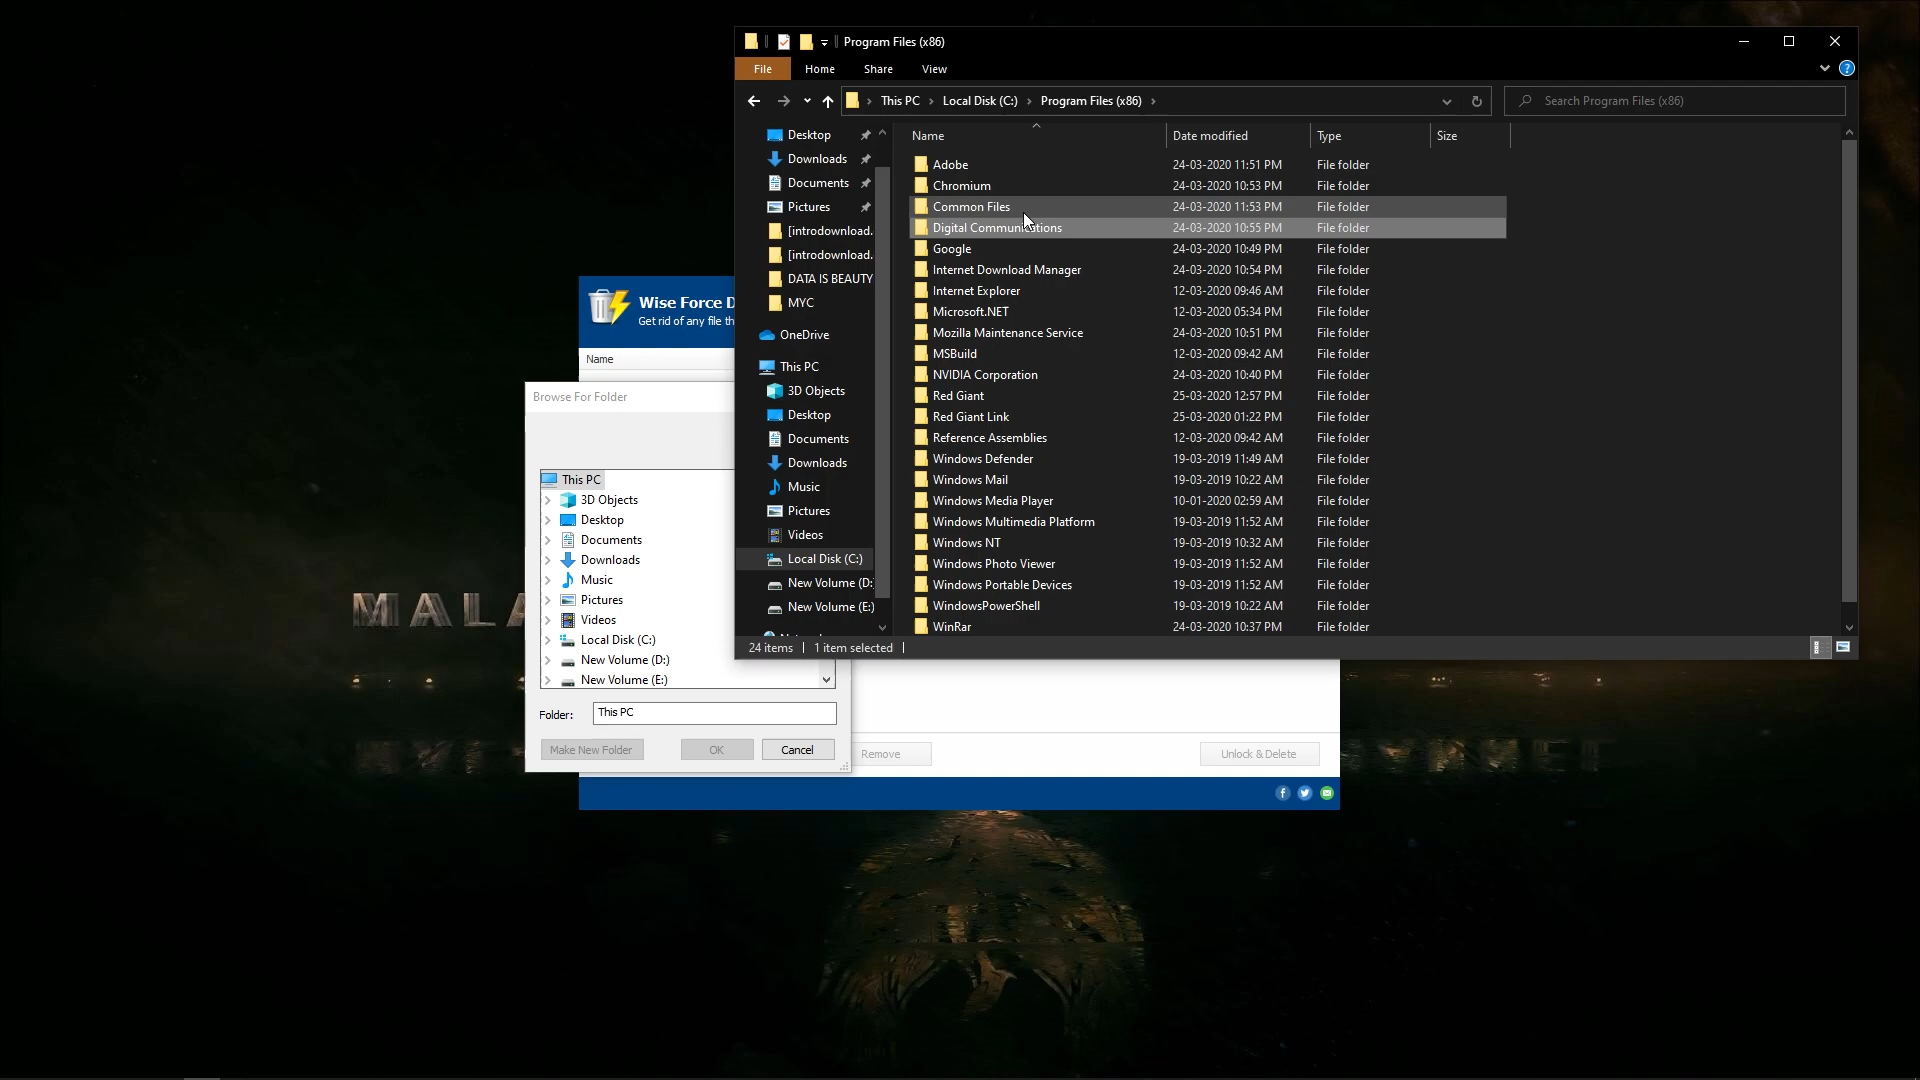 Program Files (x86)
File
Home
Share
View
This PC
Local Disk (C:)
Program Files (x86)
Search Program Files (x86)
Name
Date modified
Type
Size
Desktop
Downloads
Documents
Pictures
[introdownload.
[introdownload.
DATA IS BEAUTY
MYC
OneDrive
This PC
3D Objects
Desktop
Documents
Downloads
Music
Pictures
Videos
Local Disk (C:)
New Volume (D:
New Volume (E:)
Adobe 24-03-2020 11:51 PM File folder
Chromium 24-03-2020 10:53 PM File folder
Common Files 24-03-2020 11:53 PM File folder
Digital Communications 24-03-2020 10:55 PM File folder
Google 24-03-2020 10:49 PM File folder
Internet Download Manager 24-03-2020 10:54 PM File folder
Internet Explorer 12-03-2020 09:46 AM File folder
Microsoft.NET 12-03-2020 05:34 PM File folder
Mozilla Maintenance Service 24-03-2020 10:51 PM File folder
MSBuild 12-03-2020 09:42 AM File folder
NVIDIA Corporation 24-03-2020 10:40 PM File folder
Red Giant 25-03-2020 12:57 PM File folder
Red Giant Link 25-03-2020 01:22 PM File folder
Reference Assemblies 12-03-2020 09:42 AM File folder
Windows Defender 19-03-2019 11:49 AM File folder
Windows Mail 19-03-2019 10:22 AM File folder
Windows Media Player 10-01-2020 02:59 AM File folder
Windows Multimedia Platform 19-03-2019 11:52 AM File folder
Windows NT 19-03-2019 10:32 AM File folder
Windows Photo Viewer 19-03-2019 11:52 AM File folder
Windows Portable Devices 19-03-2019 11:52 AM File folder
WindowsPowerShell 19-03-2019 10:22 AM File folder
WinRar 24-03-2020 10:37 PM File folder
24 items
1 item selected
Wise Force D
Get rid of any file th
Name
Browse For Folder
This PC
3D Objects
Desktop
Documents
Downloads
Music
Pictures
Videos
Local Disk (C:)
New Volume (D:)
New Volume (E:)
Folder: This PC
Make New Folder
OK
Cancel
Remove
Unlock & Delete
MALA